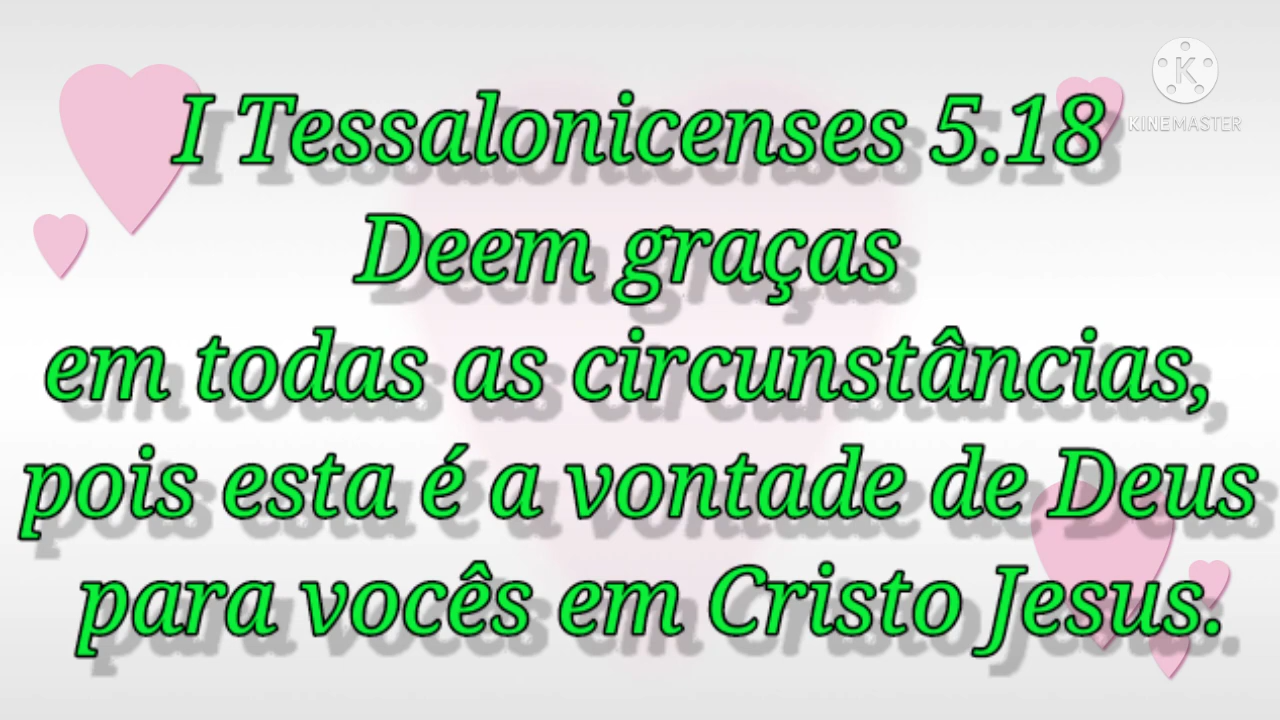 I Tessalonicenses 5.18
Deem graças
em todas as circunstâncias,
pois esta é a vontade de Deus
para vocês em Cristo Jesus.
K
KINEMASTER